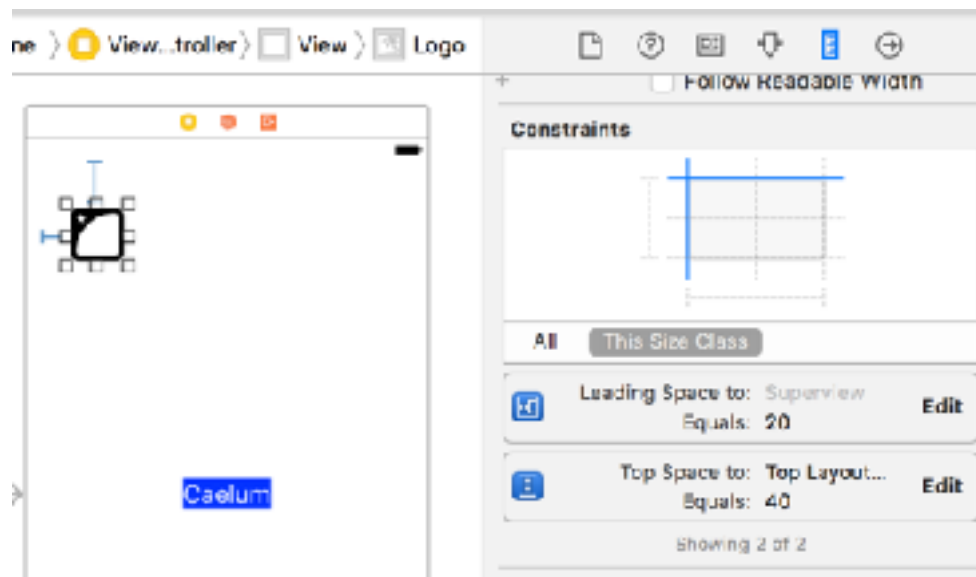 ne View...troller View Logo
Follow Readable Width
Constraints
All This Size Class
Leading Space to: Superview
Equals: 20
Edit
Top Space to: Top Layout...
Equals: 40
Edit
Showing 2 of 2
Caelum